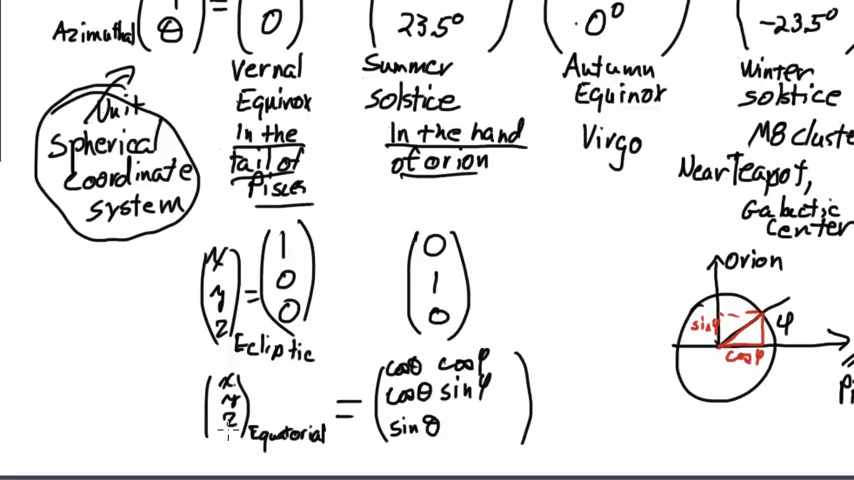 Azimuthal ( θ ) = ( 0 ) ( 23.5° ) ( 0° ) ( -23.5°
Unit
Spherical
coordinate
system
Vernal
Equinox
In the
tail of
Pisces
Summer
solstice
In the hand
of orion
Autumn
Equinox
Virgo
Winter
solstice
M8 cluste
Near Teapot,
Galactic
Center
( x y z ) Ecliptic = ( 1 0 0 ) ( 0 1 0 )
( x y z ) Equatorial = ( cosθ cosφ
cosθ sinφ
sinθ )
Orion
sinφ
φ
cosφ
Pi